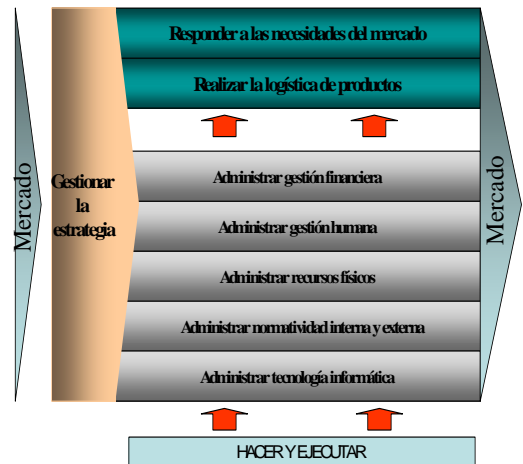 Mercado
Gestionar
la
estrategia
Responder a las necesidades del mercado
Realizar la logística de productos
Administrar gestión financiera
Administrar gestión humana
Administrar recursos físicos
Administrar normatividad interna y externa
Administrar tecnología informática
Mercado
HACER Y EJECUTAR